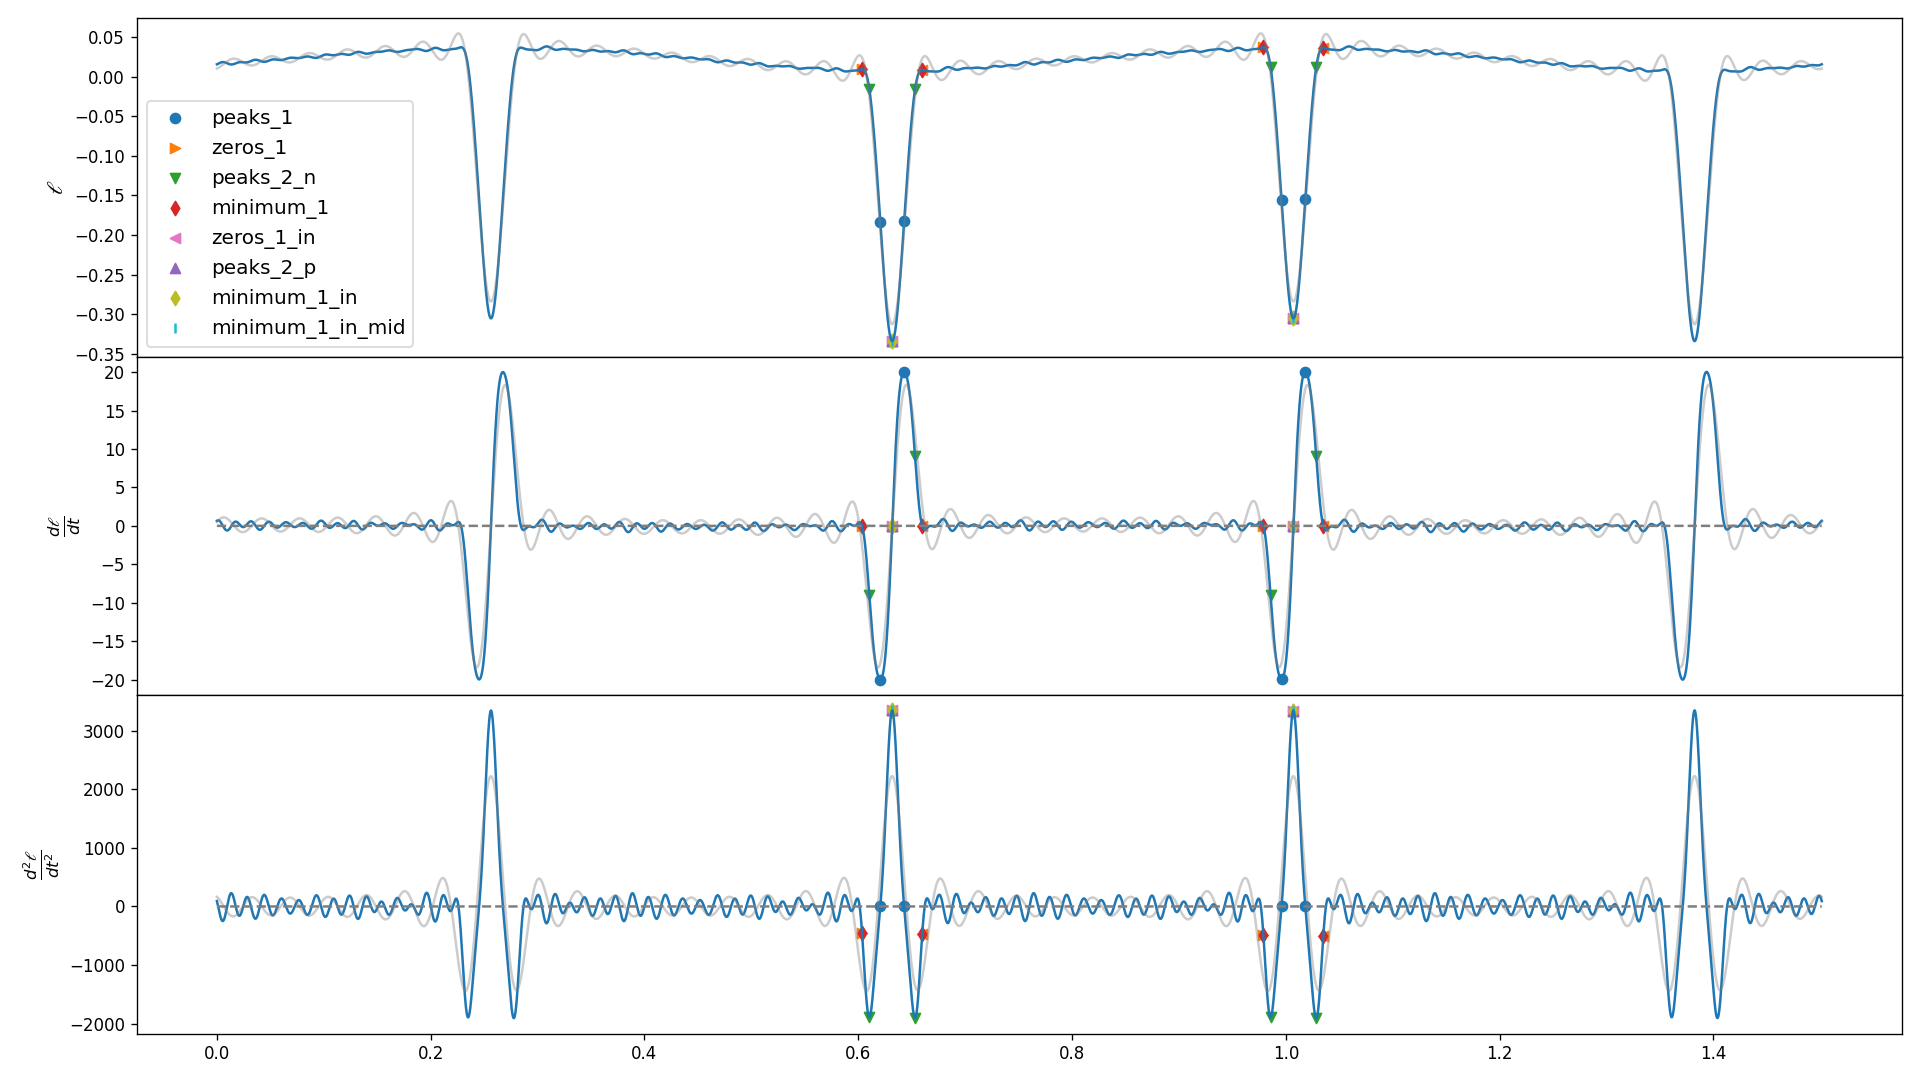 0.05
0.00
−0.05
−0.10
−0.15
−0.20
−0.25
−0.30
−0.35
ℓ
peaks_1
zeros_1
peaks_2_n
minimum_1
zeros_1_in
peaks_2_p
minimum_1_in
minimum_1_in_mid
20
15
10
5
0
−5
−10
−15
−20
dℓ
dt
3000
2000
1000
0
−1000
−2000
d²ℓ
dt²
0.0 0.2 0.4 0.6 0.8 1.0 1.2 1.4